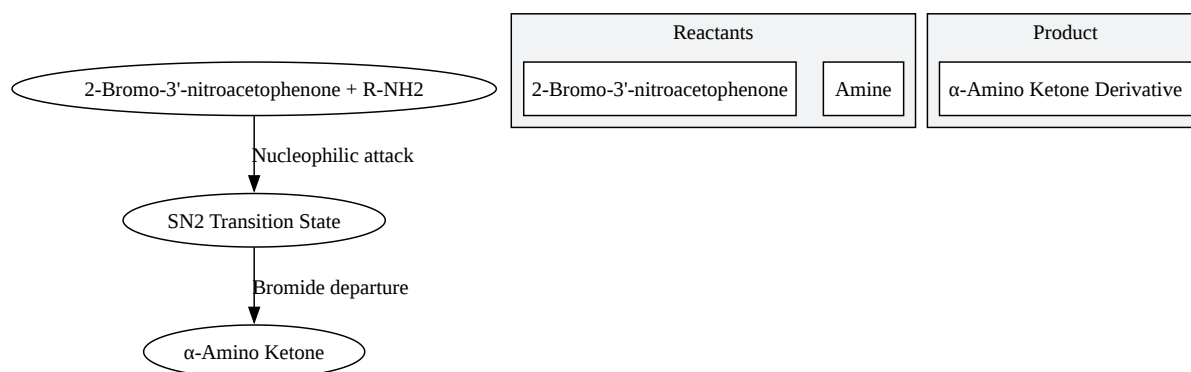 2-Bromo-3'-nitroacetophenone + R-NH2
Nucleophilic attack
SN2 Transition State
Bromide departure
α-Amino Ketone
Reactants
2-Bromo-3'-nitroacetophenone
Amine
Product
α-Amino Ketone Derivative